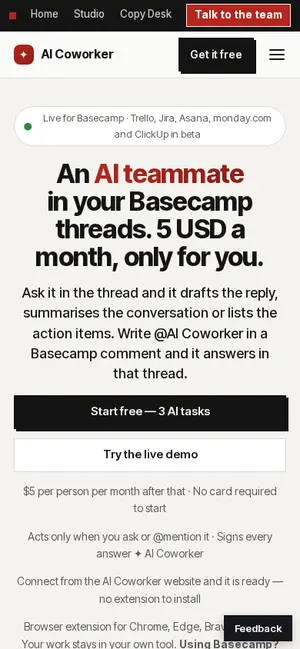 Home Studio Copy Desk Talk to the team
AI Coworker Get it free
Live for Basecamp · Trello, Jira, Asana, monday.com
and ClickUp in beta
An AI teammate
in your Basecamp
threads. 5 USD a
month, only for you.
Ask it in the thread and it drafts the reply,
summarises the conversation or lists the
action items. Write @AI Coworker in a
Basecamp comment and it answers in
that thread.
Start free — 3 AI tasks
Try the live demo
$5 per person per month after that · No card required
to start
Acts only when you ask or @mention it · Signs every
answer ✦ AI Coworker
Connect from the AI Coworker website and it is ready —
no extension to install
Browser extension for Chrome, Edge,
Your work stays in your own tool. Using Basecamp?
Feedback